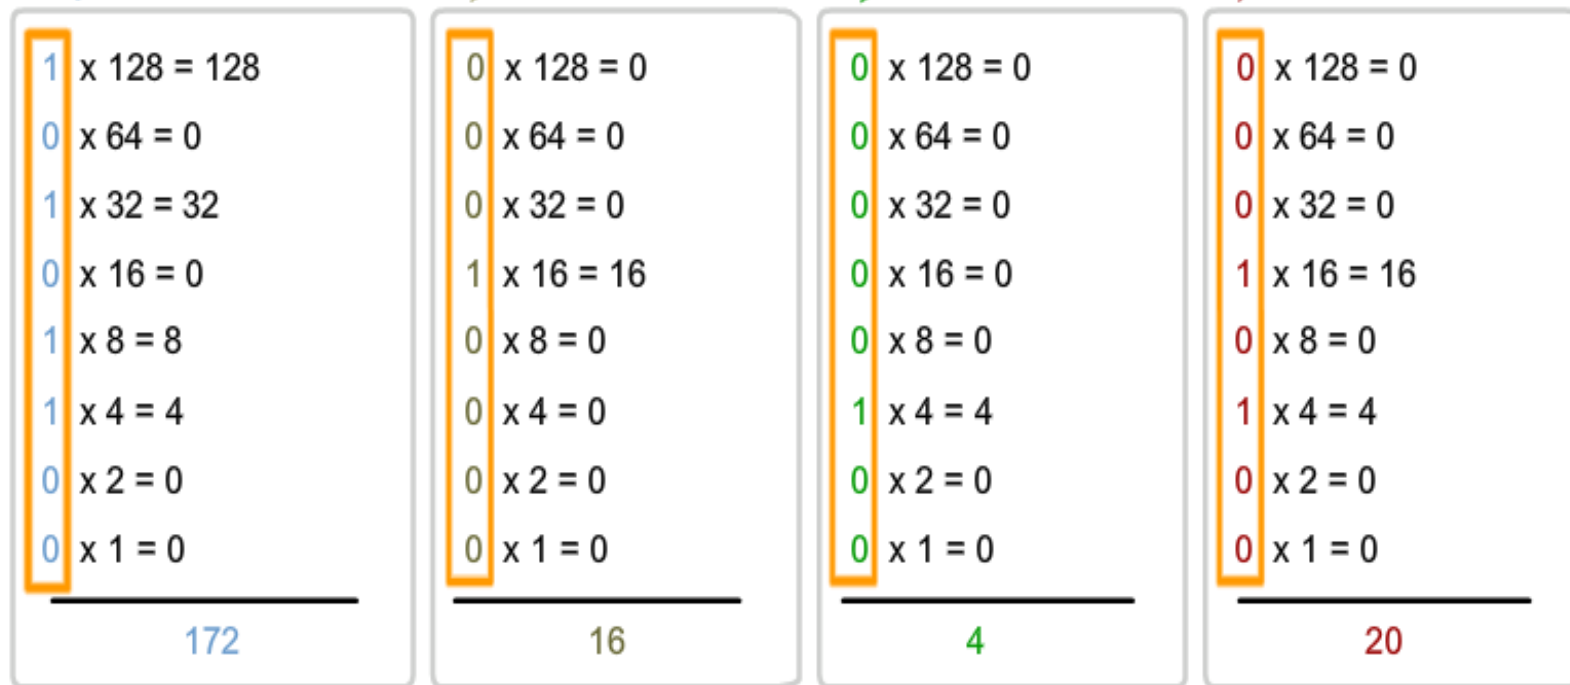 1 x 128 = 128
0 x 64 = 0
1 x 32 = 32
0 x 16 = 0
1 x 8 = 8
1 x 4 = 4
0 x 2 = 0
0 x 1 = 0
172
0 x 128 = 0
0 x 64 = 0
0 x 32 = 0
1 x 16 = 16
0 x 8 = 0
0 x 4 = 0
0 x 2 = 0
0 x 1 = 0
16
0 x 128 = 0
0 x 64 = 0
0 x 32 = 0
0 x 16 = 0
0 x 8 = 0
1 x 4 = 4
0 x 2 = 0
0 x 1 = 0
4
0 x 128 = 0
0 x 64 = 0
0 x 32 = 0
1 x 16 = 16
0 x 8 = 0
1 x 4 = 4
0 x 2 = 0
0 x 1 = 0
20